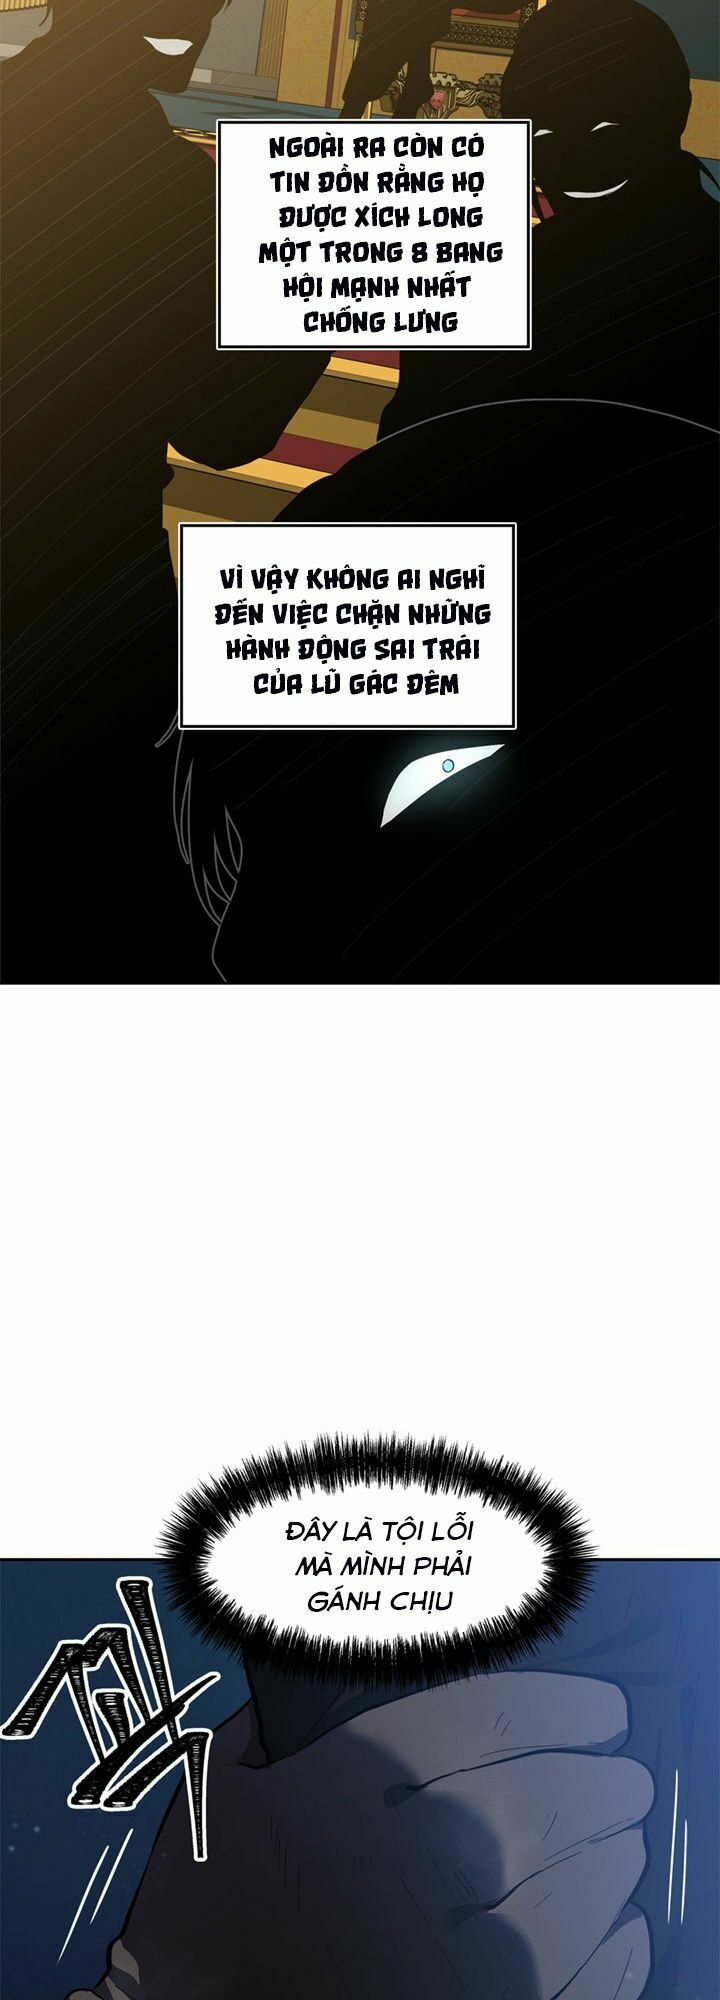 NGOÀI RA CÒN CÓ
TIN ĐỒN RẰNG HỌ
ĐƯỢC XÍCH LONG
MỘT TRONG 8 BANG
HỘI MẠNH NHẤT
CHỐNG LƯNG
VÌ VẬY KHÔNG AI NGHĨ
ĐẾN VIỆC CHẶN NHỮNG
HÀNH ĐỘNG SAI TRÁI
CỦA LŨ GÁC ĐÊM
ĐÂY LÀ TỘI LỖI
MÀ MÌNH PHẢI
GÁNH CHỊU